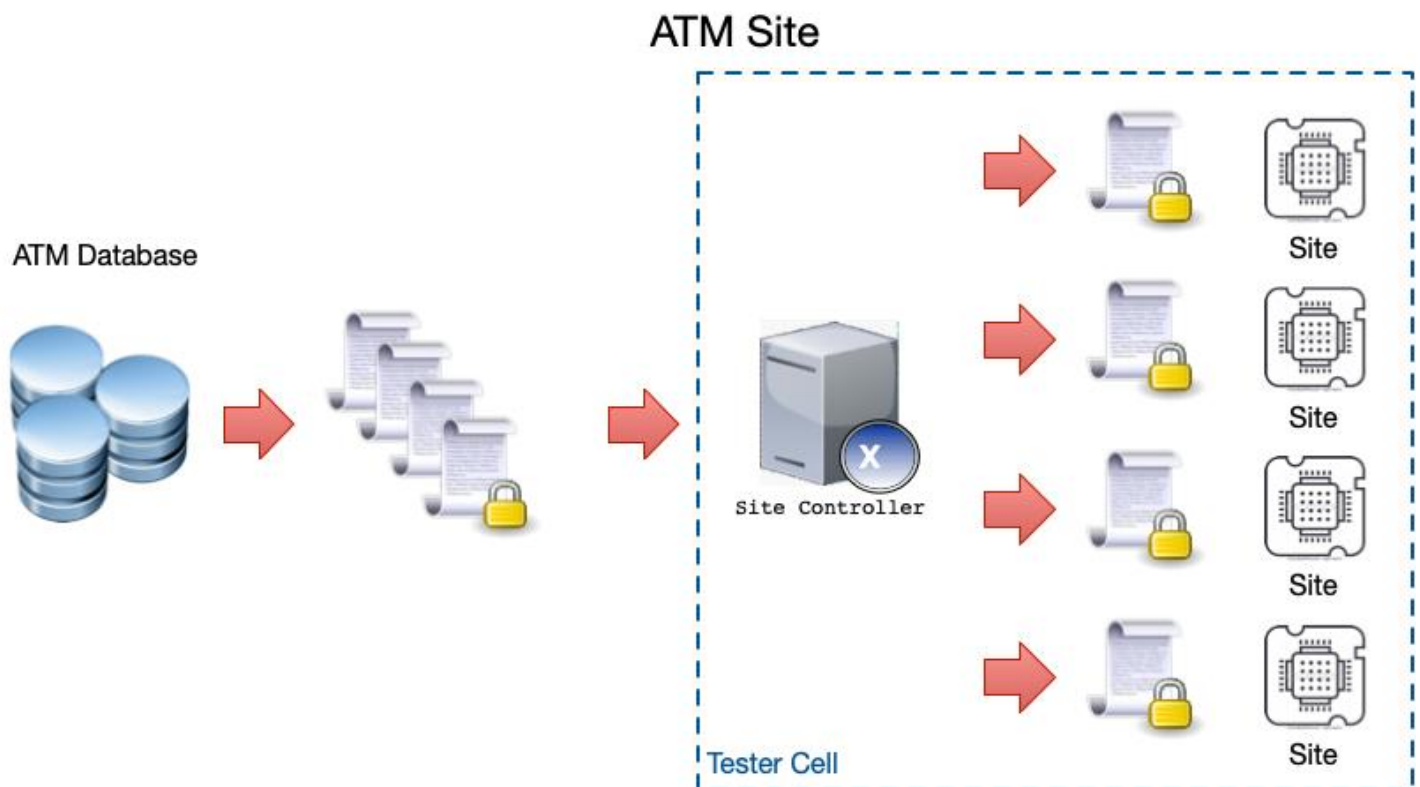 ATM Site
ATM Database
X
Site Controller
Site
Site
Site
Site
Tester Cell